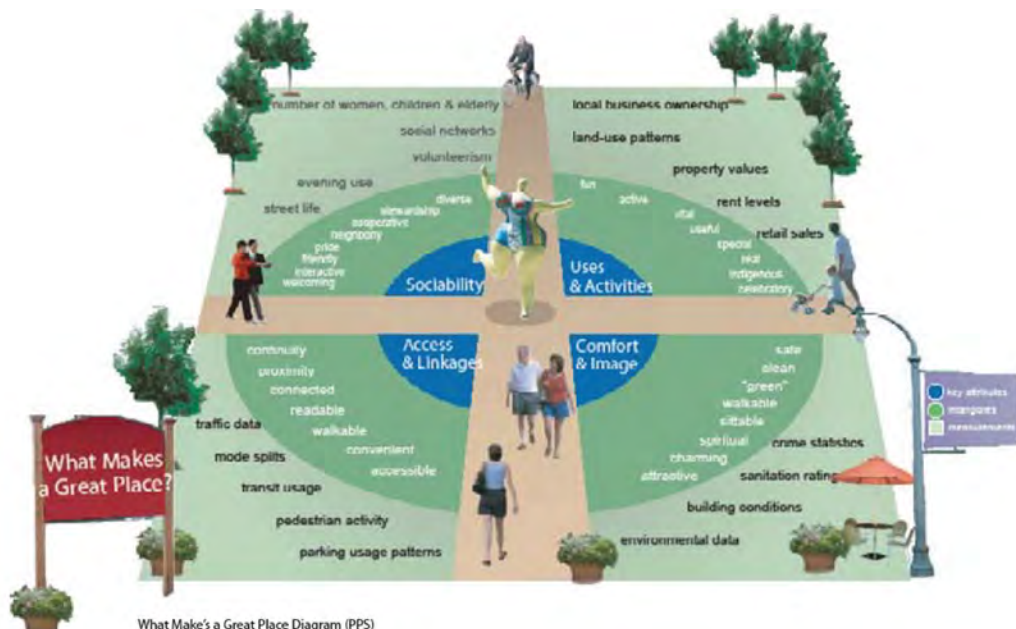 number of women, children & elderly
social networks
volunteerism
evening use
street life
diverse
stewardship
cooperative
neighborly
pride
friendly
interactive
welcoming
Sociability
local business ownership
land-use patterns
property values
rent levels
retail sales
fun
active
vital
useful
special
real
indigenous
celebratory
Uses
& Activities
Access
& Linkages
continuity
proximity
connected
readable
walkable
convenient
accessible
traffic data
mode splits
transit usage
pedestrian activity
parking usage patterns
Comfort
& Image
safe
clean
"green"
walkable
sittable
spiritual
charming
attractive
crime statistics
sanitation rating
building conditions
environmental data
key attributes
intangibles
measurements
What Makes
a Great Place?
What Make's a Great Place Diagram (PPS)